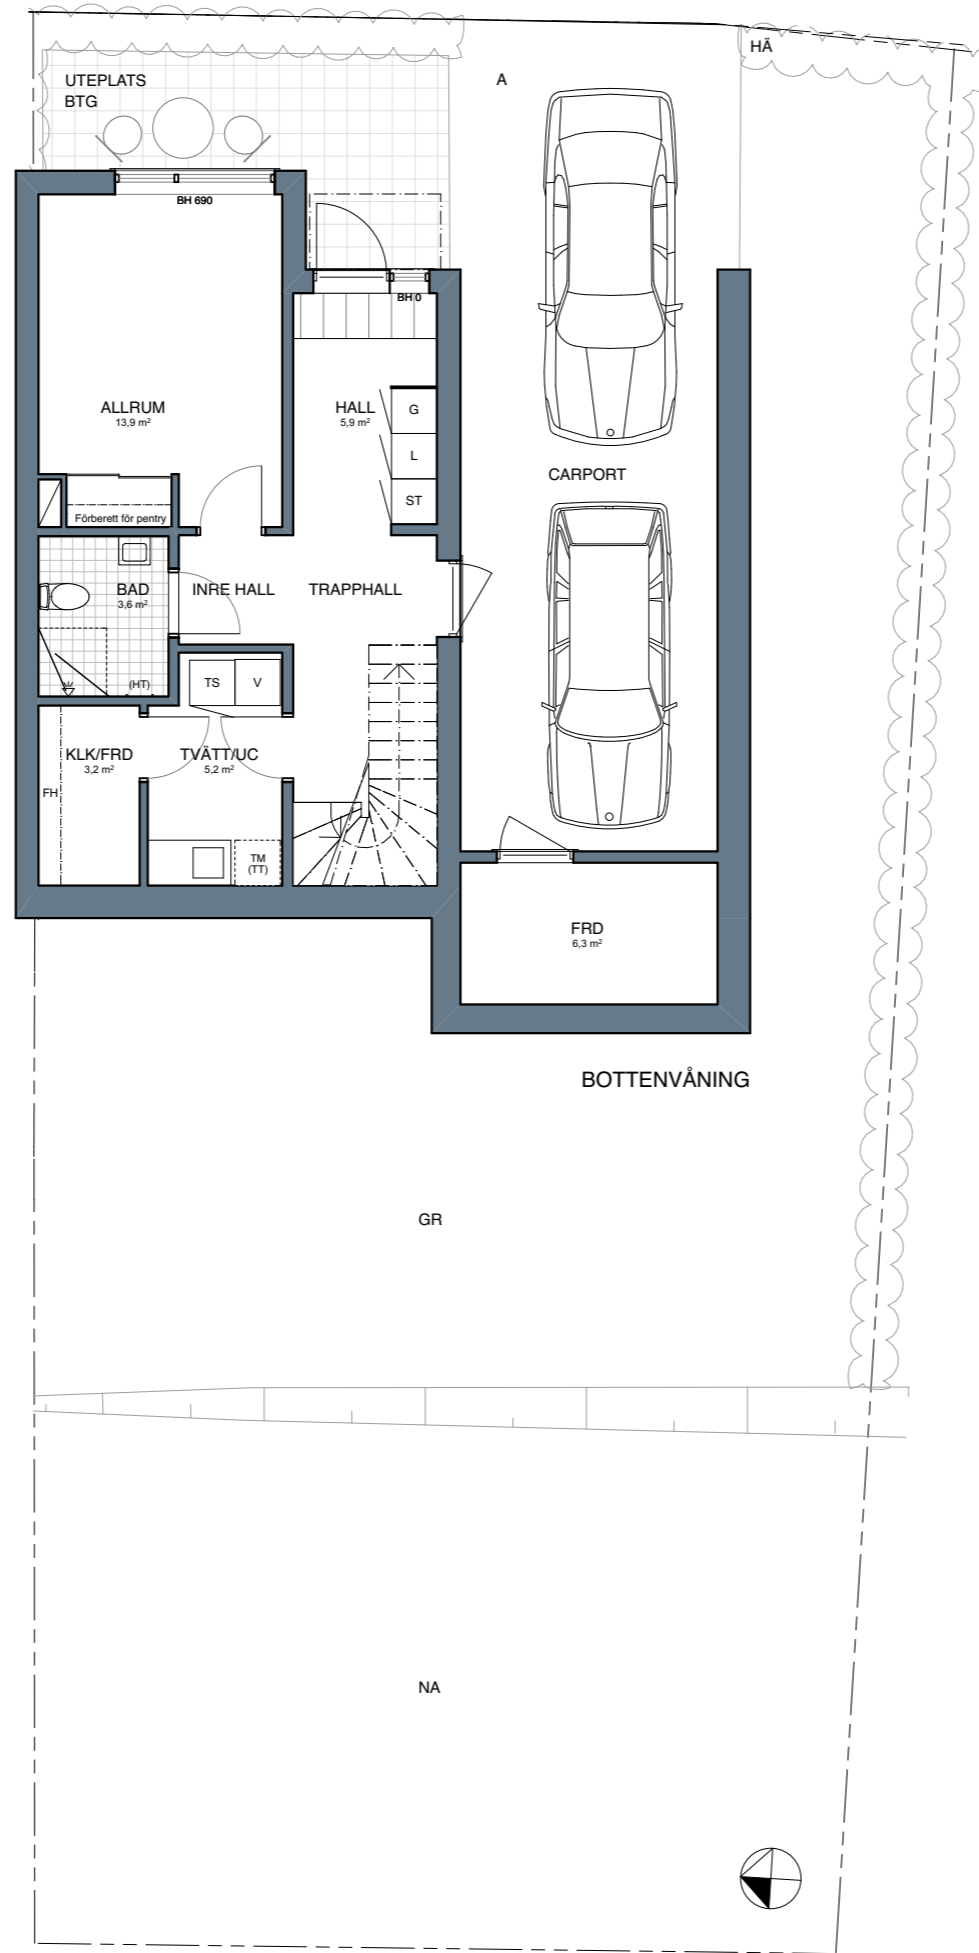 HÄ
UTEPLATS
BTG
A
BH 690
BH 0
ALLRUM
13,9 m²
HALL
5,9 m²
G
L
ST
CARPORT
Förberett för pentry
BAD
3,6 m²
INRE HALL
TRAPPHALL
(HT)
TS
V
KLK/FRD
3,2 m²
TVÄTT/UC
5,2 m²
FH
TM
(TT)
FRD
6,3 m²
BOTTENVÅNING
GR
NA